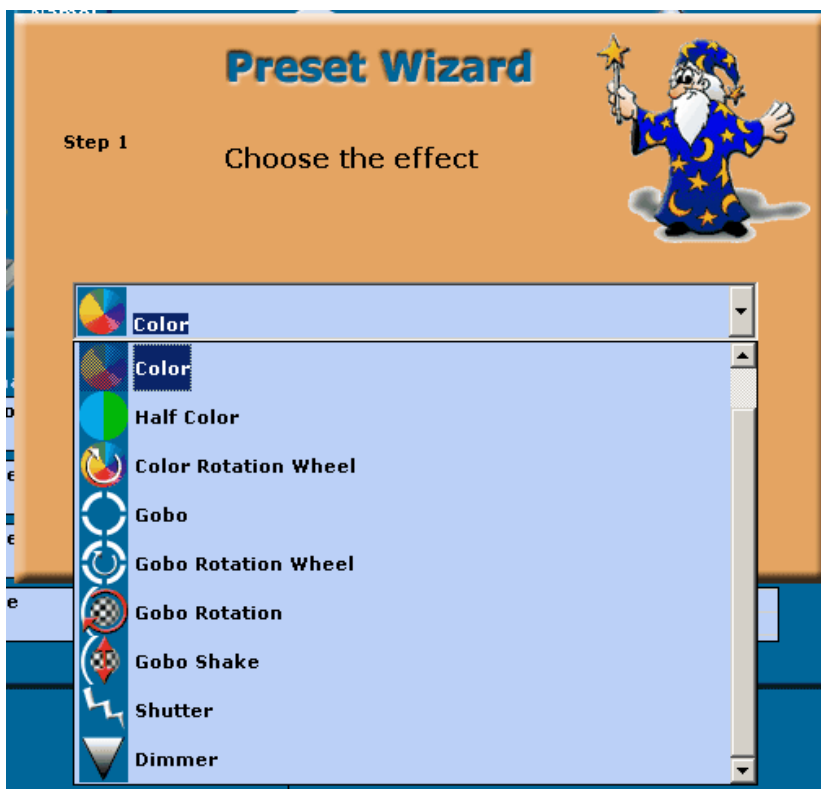 Name:
Preset Wizard
Step 1
Choose the effect
Color
Color
Half Color
Color Rotation Wheel
Gobo
Gobo Rotation Wheel
Gobo Rotation
Gobo Shake
Shutter
Dimmer